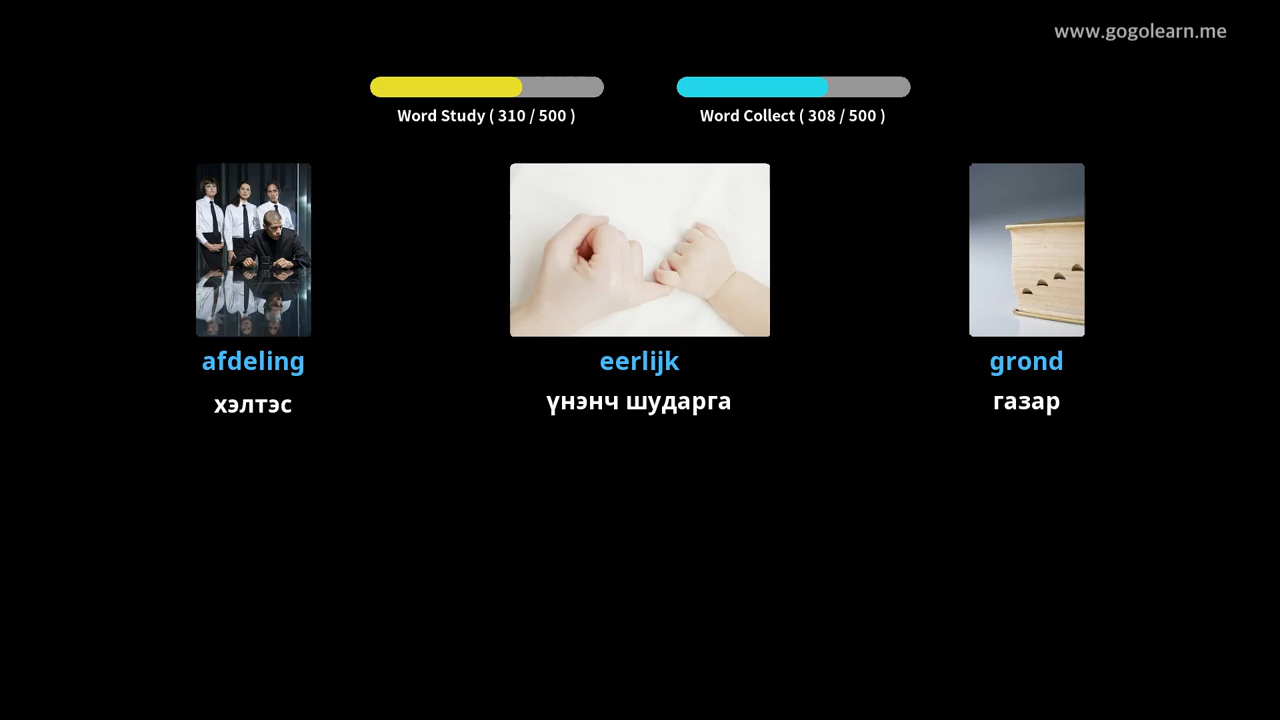 www.gogolearn.me
Word Study ( 310 / 500 )
Word Collect ( 308 / 500 )
afdeling
хэлтэс
eerlijk
үнэнч шударга
grond
газар